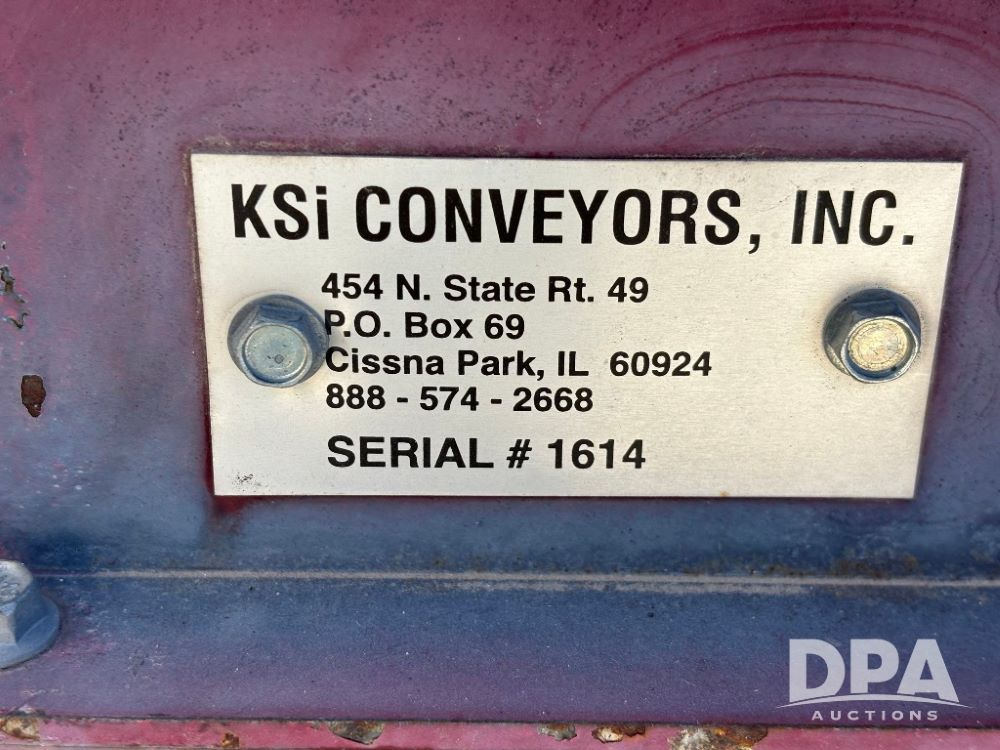 KSi CONVEYORS, INC.
454 N. State Rt. 49
P.O. Box 69
Cissna Park, IL 60924
888 - 574 - 2668
SERIAL # 1614
DPA
AUCTIONS